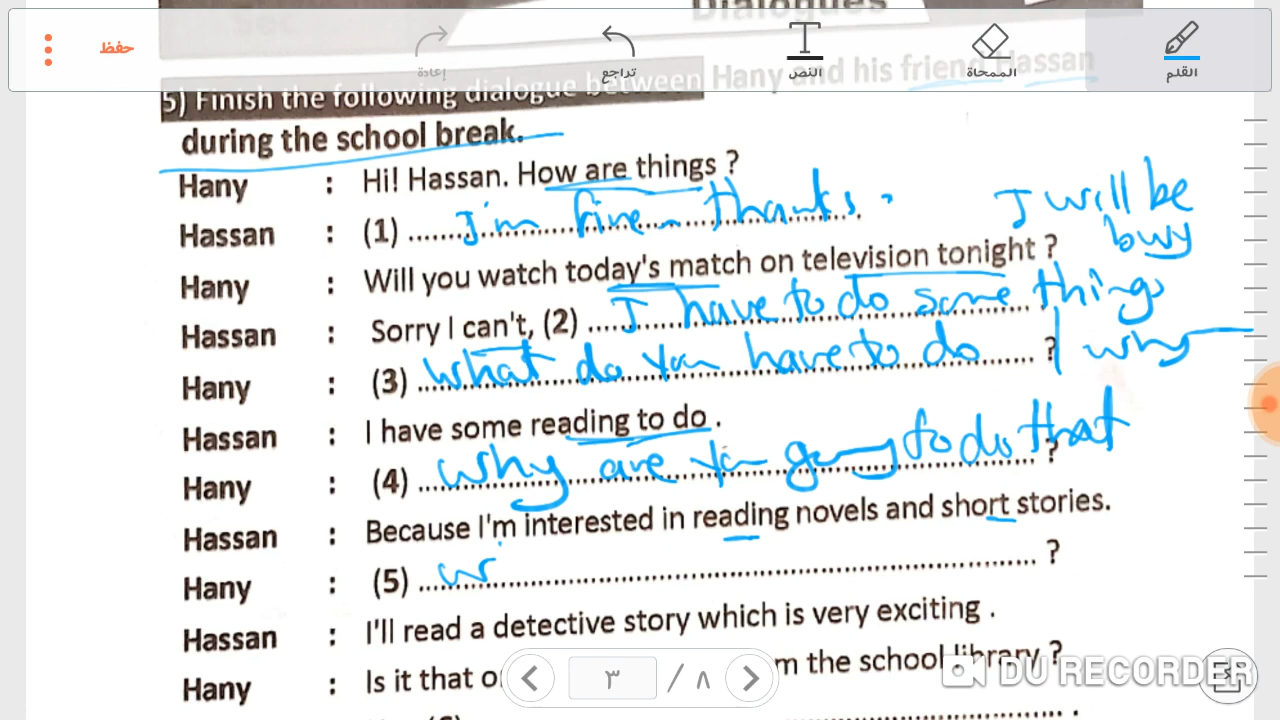 Dialogues
حفظ
إعادة
تراجع
النص
الممحاة
القلم
5) Finish the following dialogue between Hany and his friend Hassan
during the school break.
Hany : Hi! Hassan. How are things ?
Hassan : (1) I'm fine thanks.
I will be
buy
Hany : Will you watch today's match on television tonight ?
Hassan : Sorry I can't, (2) I have to do some things
Hany : (3) What do you have to do ? why
Hassan : I have some reading to do .
Hany : (4) why are you going to do that ?
Hassan : Because I'm interested in reading novels and short stories.
Hany : (5) w ?
Hassan : I'll read a detective story which is very exciting .
Hany : Is it that m the school library ?
٣ / ٨
DU RECORDER